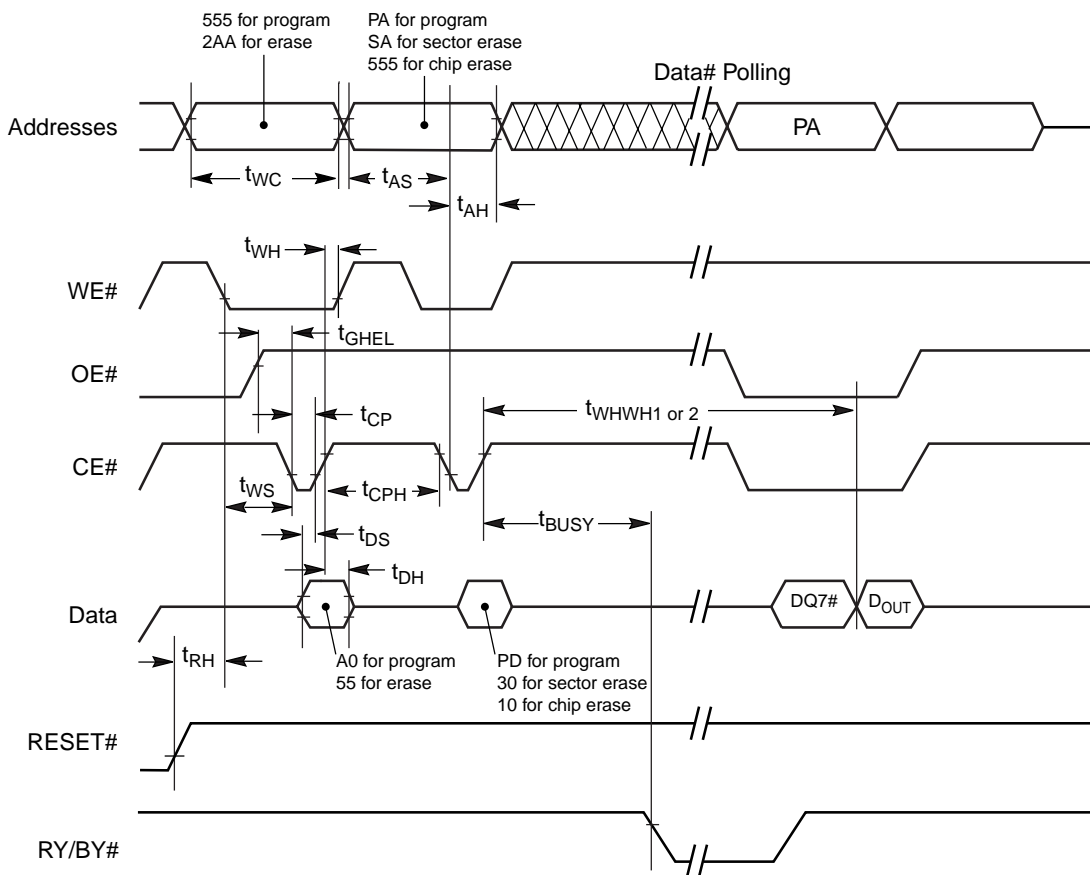 555 for program
2AA for erase
PA for program
SA for sector erase
555 for chip erase
Data# Polling
Addresses
PA
tWC
tAS
tAH
tWH
WE#
tGHEL
OE#
tWHWH1 or 2
tCP
CE#
tWS
tCPH
tBUSY
tDS
tDH
Data
DQ7#
DOUT
tRH
A0 for program
55 for erase
PD for program
30 for sector erase
10 for chip erase
RESET#
RY/BY#